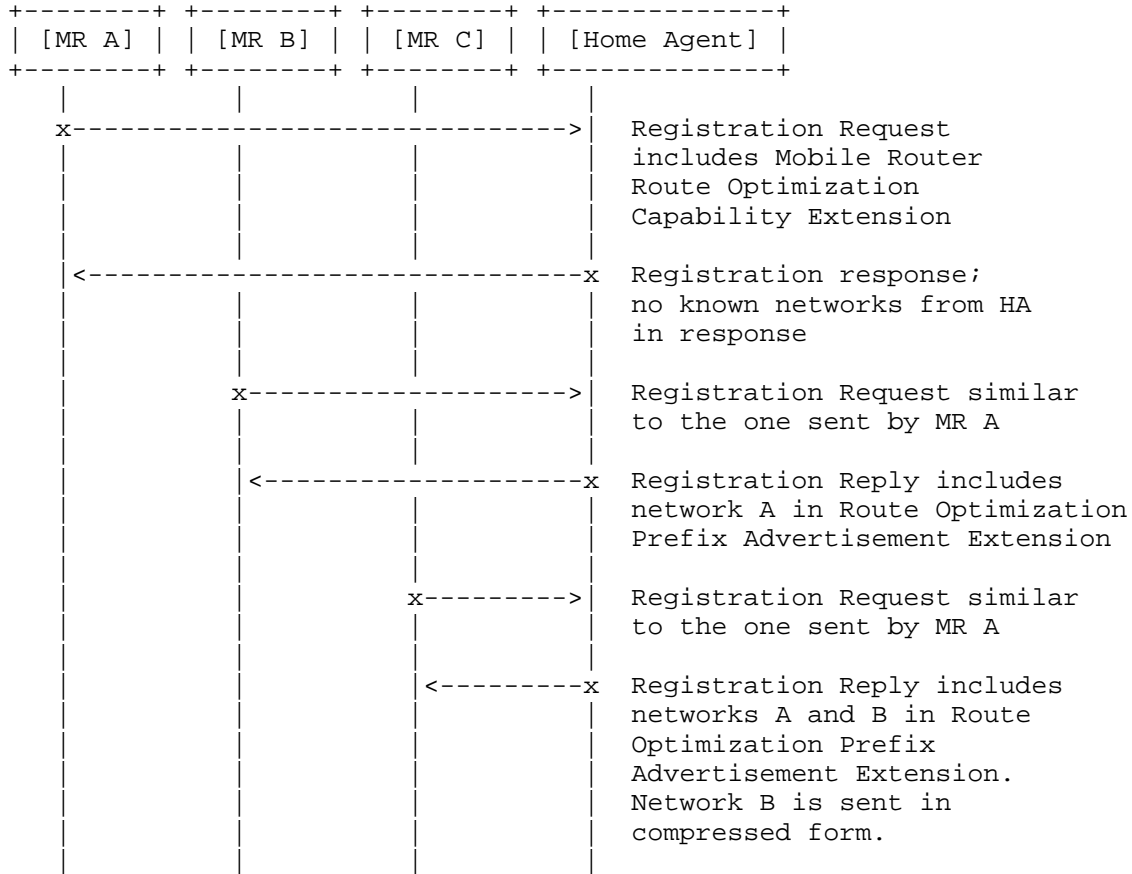 [MR A] [MR B] [MR C] [Home Agent]
Registration Request
includes Mobile Router
Route Optimization
Capability Extension
Registration response;
no known networks from HA
in response
Registration Request similar
to the one sent by MR A
Registration Reply includes
network A in Route Optimization
Prefix Advertisement Extension
Registration Request similar
to the one sent by MR A
Registration Reply includes
networks A and B in Route
Optimization Prefix
Advertisement Extension.
Network B is sent in
compressed form.